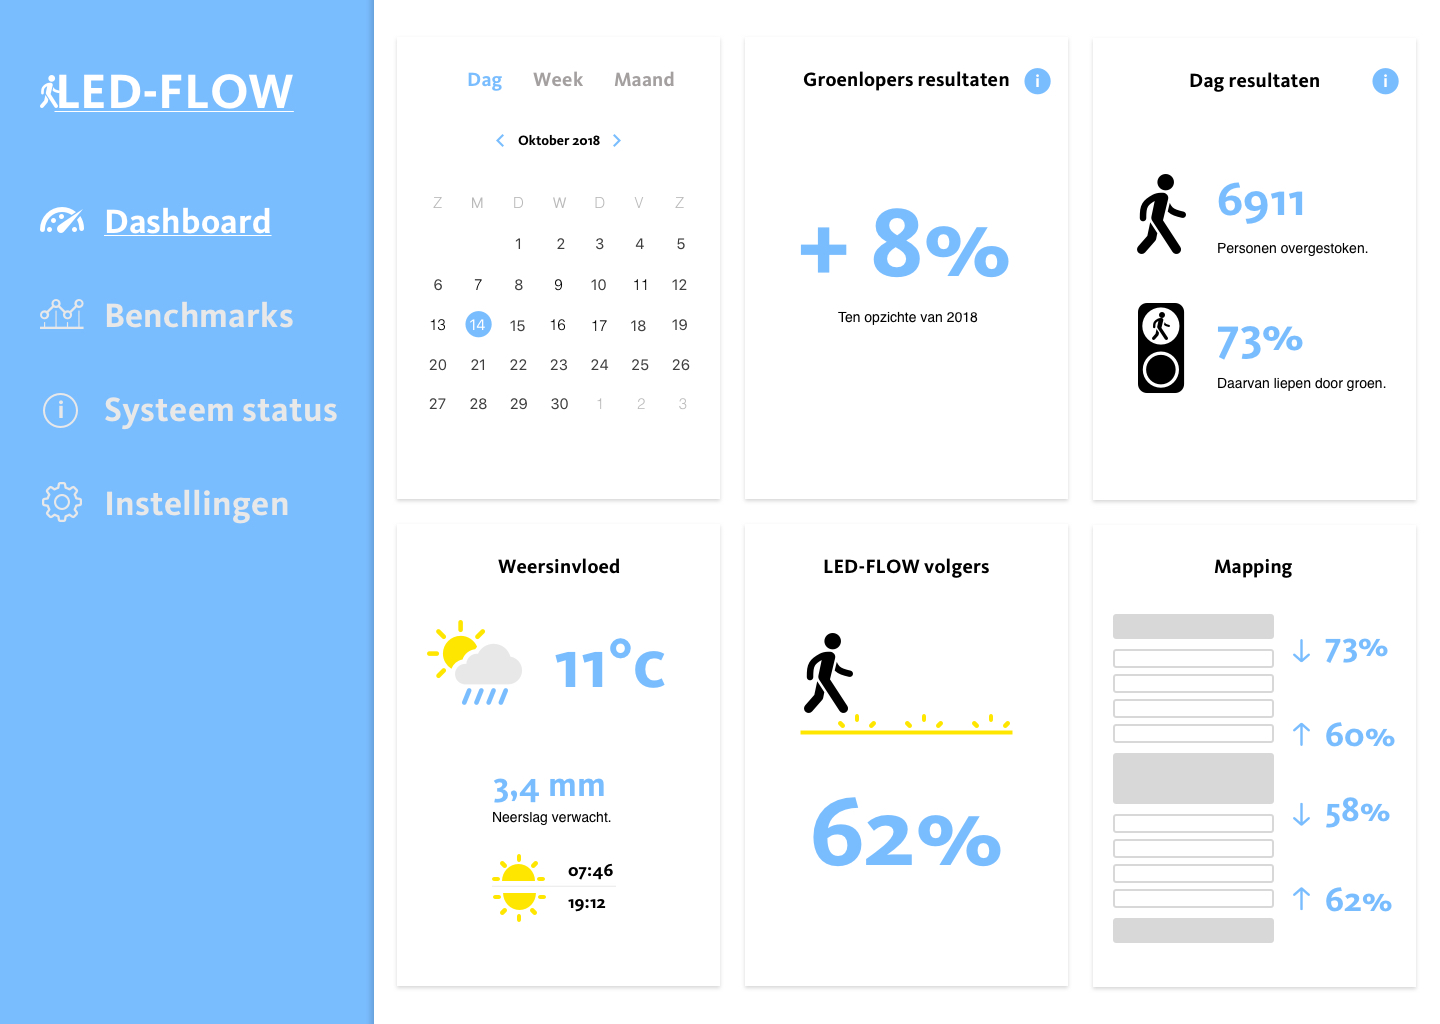 LED-FLOW
Dashboard
Benchmarks
Systeem status
Instellingen
Dag Week Maand
Oktober 2018
Z M D W D V Z
1 2 3 4 5
6 7 8 9 10 11 12
13 14 15 16 17 18 19
20 21 22 23 24 25 26
27 28 29 30 1 2 3
Groenlopers resultaten i
+ 8%
Ten opzichte van 2018
Dag resultaten i
6911
Personen overgestoken.
73%
Daarvan liepen door groen.
Weersinvloed
11°C
3,4 mm
Neerslag verwacht.
07:46
19:12
LED-FLOW volgers
62%
Mapping
73%
60%
58%
62%